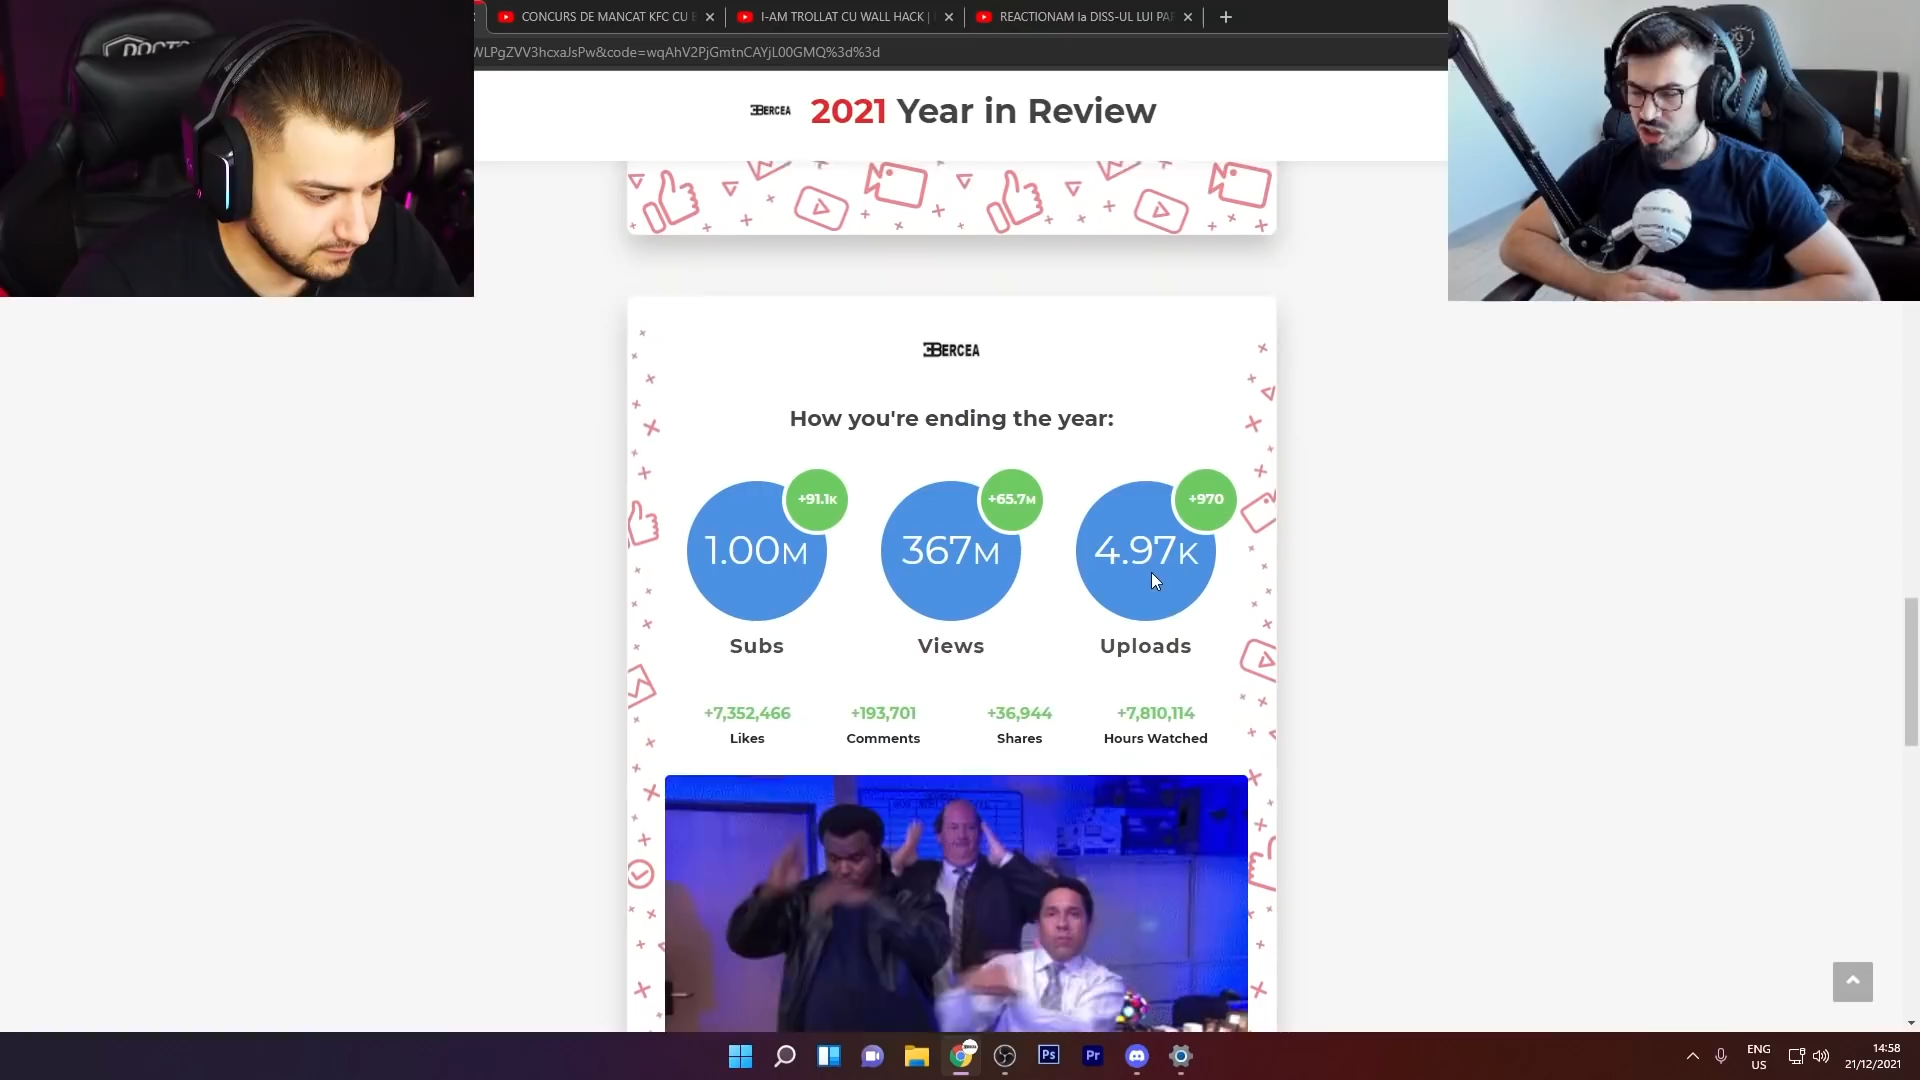 CONCURS DE MANCAT KFC CU
I-AM TROLLAT CU WALL HACK |
REACTIONAM la DISS-UL LUI
WLPgZVV3hcxaJsPw&code=wqAhV2PjGmtnCAYjL00GMQ%3d%3d
BERCEA 2021 Year in Review
BERCEA
How you're ending the year:
+91.1K +65.7M +970
1.00M 367M 4.97K
Subs Views Uploads
+7,352,466 +193,701 +36,944 +7,810,114
Likes Comments Shares Hours Watched
Ps Pr
ENG
US
14:58
21/12/2021